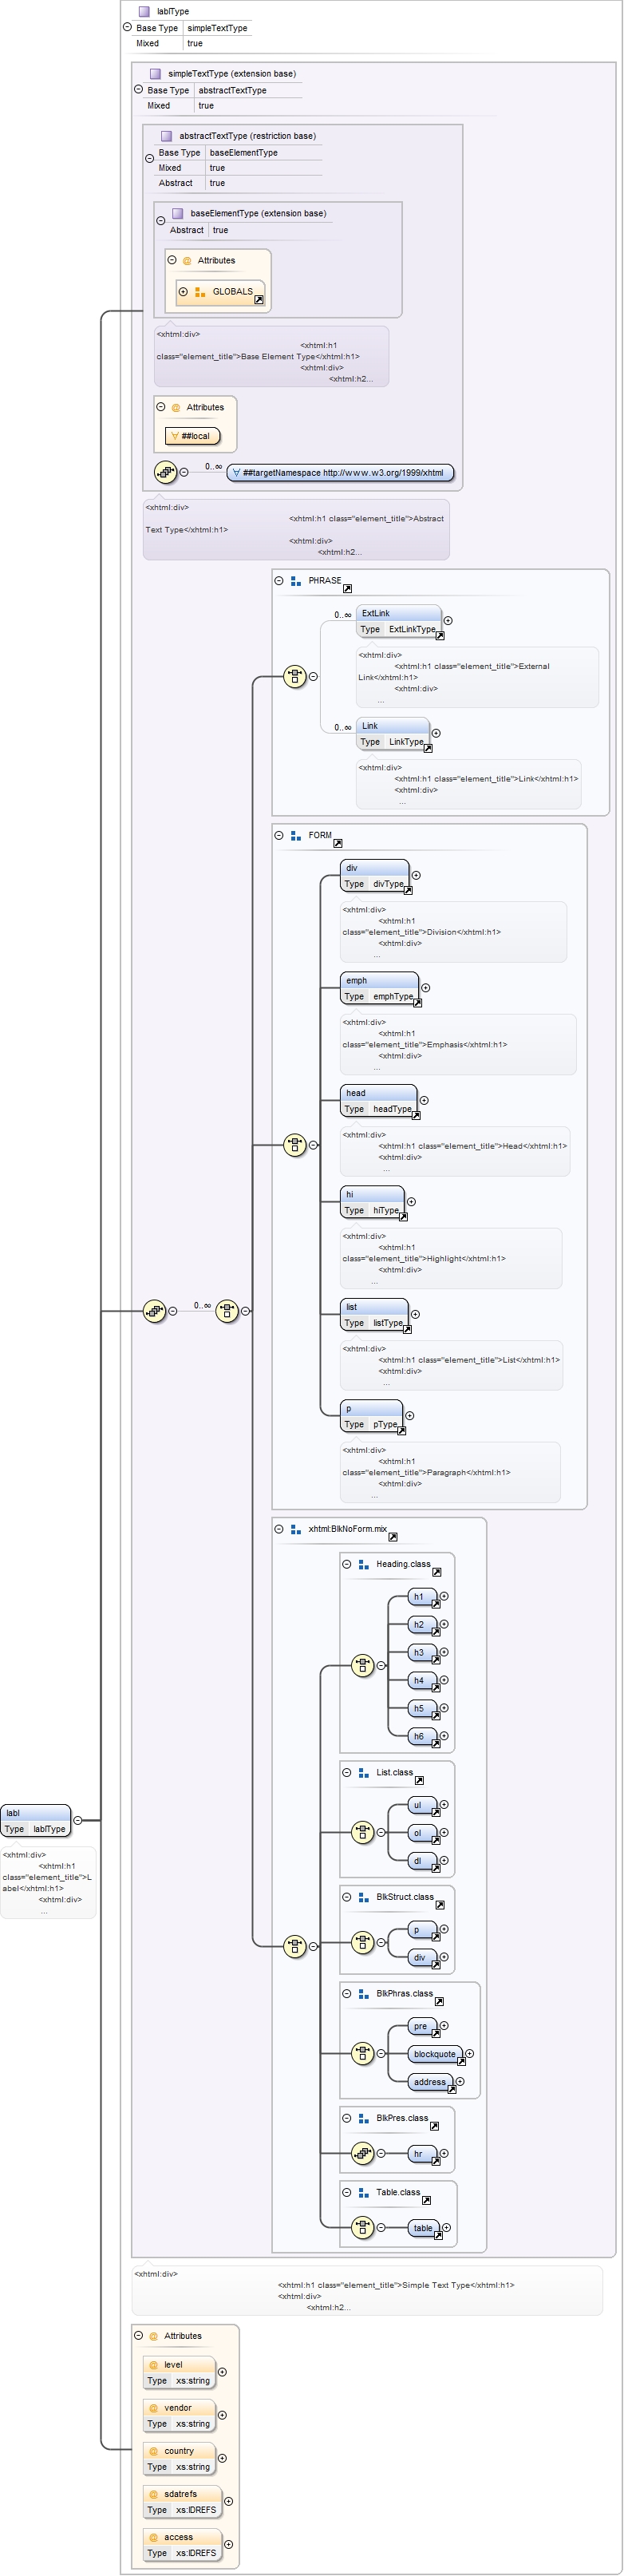 lablType
Base Type simpleTextType
Mixed true
simpleTextType (extension base)
Base Type abstractTextType
Mixed true
abstractTextType (restriction base)
Base Type baseElementType
Mixed true
Abstract true
baseElementType (extension base)
Abstract true
@ Attributes
GLOBALS
<xhtml:div>
<xhtml:h1
class="element_title">Base Element Type</xhtml:h1>
<xhtml:div>
<xhtml:h2...
@ Attributes
∀ ##local
0..∞ ∀ ##targetNamespace http://www.w3.org/1999/xhtml
<xhtml:div>
<xhtml:h1 class="element_title">Abstract
Text Type</xhtml:h1>
<xhtml:div>
<xhtml:h2...
PHRASE
0..∞ ExtLink
Type ExtLinkType
<xhtml:div>
<xhtml:h1 class="element_title">External
Link</xhtml:h1>
<xhtml:div>
...
0..∞ Link
Type LinkType
<xhtml:div>
<xhtml:h1 class="element_title">Link</xhtml:h1>
<xhtml:div>
...
FORM
div
Type divType
<xhtml:div>
<xhtml:h1
class="element_title">Division</xhtml:h1>
<xhtml:div>
...
emph
Type emphType
<xhtml:div>
<xhtml:h1
class="element_title">Emphasis</xhtml:h1>
<xhtml:div>
...
head
Type headType
<xhtml:div>
<xhtml:h1 class="element_title">Head</xhtml:h1>
<xhtml:div>
...
hi
Type hiType
<xhtml:div>
<xhtml:h1
class="element_title">Highlight</xhtml:h1>
<xhtml:div>
...
0..∞
list
Type listType
<xhtml:div>
<xhtml:h1 class="element_title">List</xhtml:h1>
<xhtml:div>
...
p
Type pType
<xhtml:div>
<xhtml:h1
class="element_title">Paragraph</xhtml:h1>
<xhtml:div>
...
xhtml:BlkNoForm.mix
Heading.class
h1
h2
h3
h4
h5
h6
List.class
ul
ol
dl
labl
Type lablType
<xhtml:div>
<xhtml:h1
class="element_title">L
abel</xhtml:h1>
<xhtml:div>
...
BlkStruct.class
p
div
BlkPhras.class
pre
blockquote
address
BlkPres.class
hr
Table.class
table
<xhtml:div>
<xhtml:h1 class="element_title">Simple Text Type</xhtml:h1>
<xhtml:div>
<xhtml:h2...
@ Attributes
@ level
Type xs:string
@ vendor
Type xs:string
@ country
Type xs:string
@ sdatrefs
Type xs:IDREFS
@ access
Type xs:IDREFS